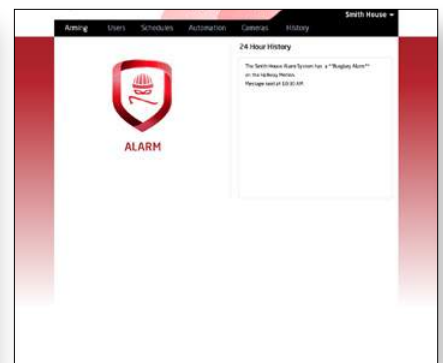 Smith House
Arming Users Schedules Automation Cameras History
24 Hour History
The Smith House Alarm System has a **Burglary Alarm**
on the Hallway Motion.
Message sent at 10:30 AM
ALARM